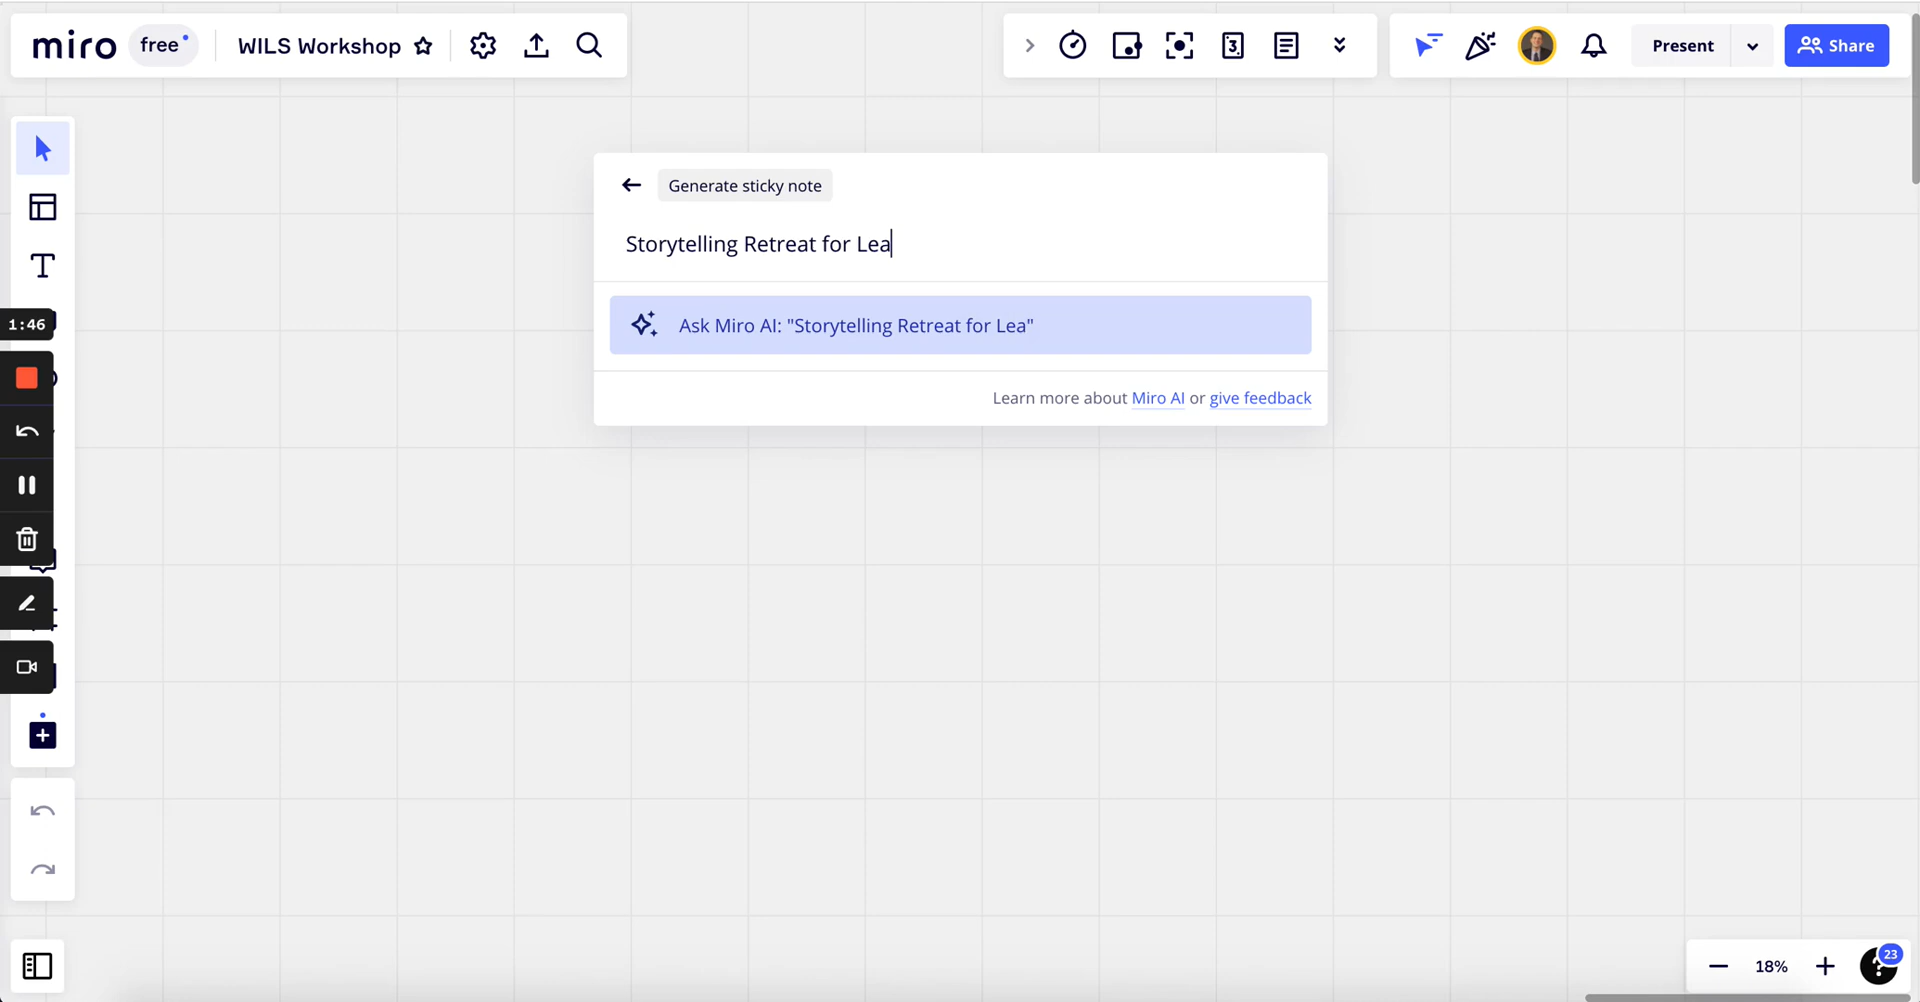 miro free WILS Workshop
3
Present
Share
Generate sticky note
Storytelling Retreat for Lea
Ask Miro AI: "Storytelling Retreat for Lea"
Learn more about Miro AI or give feedback
T
1:46
18%
?
23